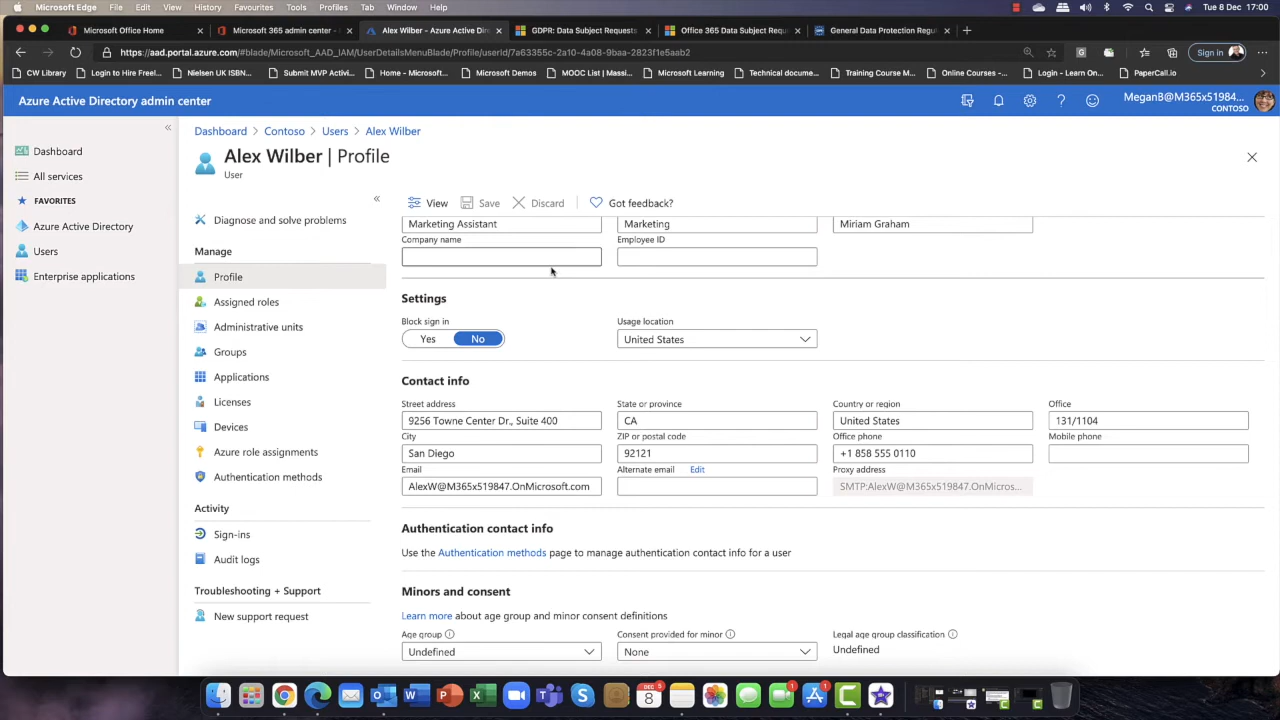 Microsoft Edge File Edit View History Favourites Tools Profiles Tab Window Help Tue 8 Dec 17:00
Microsoft Office Home Microsoft 365 admin center - Alex Wilber - Azure Active Dire GDPR: Data Subject Requests Office 365 Data Subject Requ General Data Protection Regul
https://aad.portal.azure.com/#blade/Microsoft_AAD_IAM/UserDetailsMenuBlade/Profile/userId/7a63355c-2a10-4a08-9baa-2823f1e5aab2 Sign in
CW Library Login to Hire Freel... Nielsen UK ISBN... Submit MVP Activi... Home - Microsoft... Microsoft Demos MOOC List | Massi... Microsoft Learning Technical docume... Training Course M... Online Courses -... Login - Learn On... PaperCall.io
Azure Active Directory admin center
MeganB@M365x51984...
CONTOSO
Dashboard > Contoso > Users > Alex Wilber
Alex Wilber | Profile
User
Dashboard
All services
FAVORITES
Azure Active Directory
Users
Enterprise applications
Diagnose and solve problems
Manage
Profile
Assigned roles
Administrative units
Groups
Applications
Licenses
Devices
Azure role assignments
Authentication methods
Activity
Sign-ins
Audit logs
Troubleshooting + Support
New support request
View Save Discard Got feedback?
Marketing Assistant Marketing Miriam Graham
Company name Employee ID
Settings
Block sign in Usage location
Yes No United States
Contact info
Street address State or province Country or region Office
9256 Towne Center Dr., Suite 400 CA United States 131/1104
City ZIP or postal code Office phone Mobile phone
San Diego 92121 +1 858 555 0110
Email Alternate email Edit Proxy address
AlexW@M365x519847.OnMicrosoft.com SMTP:AlexW@M365x519847.OnMicros...
Authentication contact info
Use the Authentication methods page to manage authentication contact info for a user
Minors and consent
Learn more about age group and minor consent definitions
Age group Consent provided for minor Legal age group classification
Undefined None Undefined
DEC 8